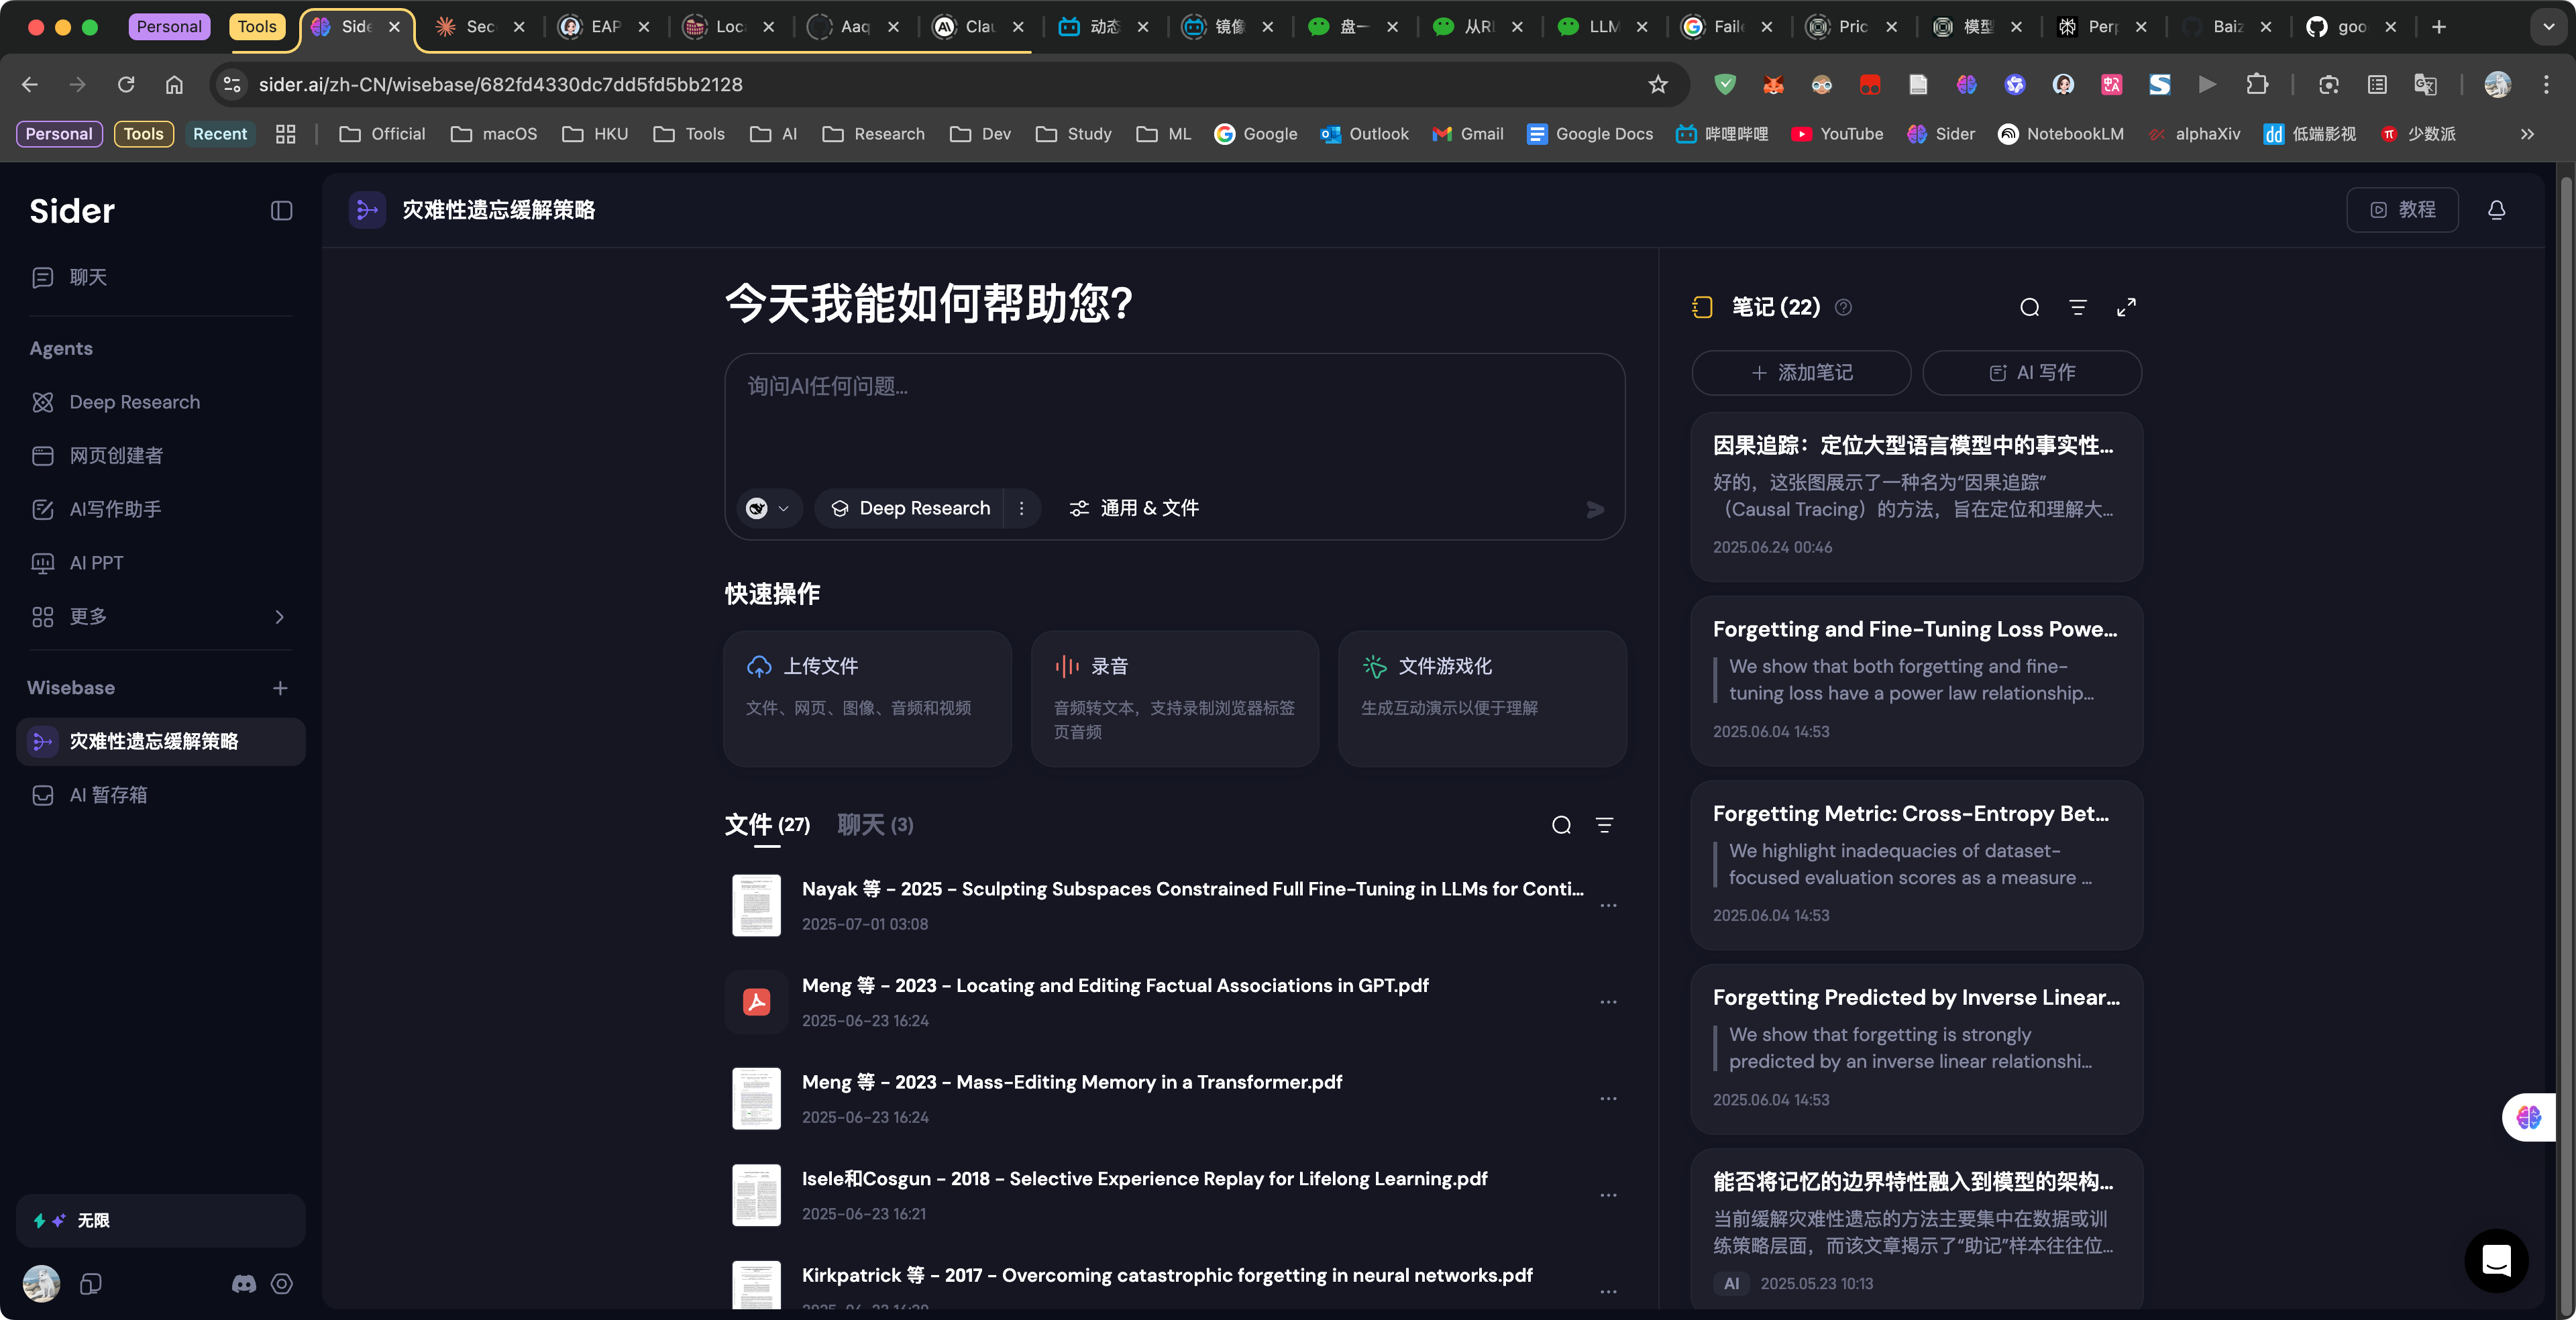 Personal
Tools
Side
Sec
EAP
Loc
Aaq
Clau
动态
镜像
盘一
从RL
LLM
Faile
Pric
模型
Perp
Baiz
goo
sider.ai/zh-CN/wisebase/682fd4330dc7dd5fd5bb2128
Personal
Tools
Recent
Official
macOS
HKU
Tools
AI
Research
Dev
Study
ML
Google
Outlook
Gmail
Google Docs
哔哩哔哩
YouTube
Sider
NotebookLM
alphaXiv
低端影视
少数派
Sider
聊天
Agents
Deep Research
网页创建者
AI写作助手
AI PPT
更多
Wisebase
灾难性遗忘缓解策略
AI 暂存箱
无限
灾难性遗忘缓解策略
教程
今天我能如何帮助您?
询问AI任何问题...
Deep Research
通用 & 文件
快速操作
上传文件
文件、网页、图像、音频和视频
录音
音频转文本，支持录制浏览器标签
页音频
文件游戏化
生成互动演示以便于理解
文件 (27)
聊天 (3)
Nayak 等 - 2025 - Sculpting Subspaces Constrained Full Fine-Tuning in LLMs for Conti...
2025-07-01 03:08
Meng 等 - 2023 - Locating and Editing Factual Associations in GPT.pdf
2025-06-23 16:24
Meng 等 - 2023 - Mass-Editing Memory in a Transformer.pdf
2025-06-23 16:24
Isele和Cosgun - 2018 - Selective Experience Replay for Lifelong Learning.pdf
2025-06-23 16:21
Kirkpatrick 等 - 2017 - Overcoming catastrophic forgetting in neural networks.pdf
笔记 (22)
添加笔记
AI 写作
因果追踪：定位大型语言模型中的事实性...
好的，这张图展示了一种名为“因果追踪”
（Causal Tracing）的方法，旨在定位和理解大...
2025.06.24 00:46
Forgetting and Fine-Tuning Loss Powe...
We show that both forgetting and fine-
tuning loss have a power law relationship...
2025.06.04 14:53
Forgetting Metric: Cross-Entropy Bet...
We highlight inadequacies of dataset-
focused evaluation scores as a measure ...
2025.06.04 14:53
Forgetting Predicted by Inverse Linear...
We show that forgetting is strongly
predicted by an inverse linear relationshi...
2025.06.04 14:53
能否将记忆的边界特性融入到模型的架构...
当前缓解灾难性遗忘的方法主要集中在数据或训
练策略层面，而该文章揭示了“助记”样本往往位...
AI
2025.05.23 10:13